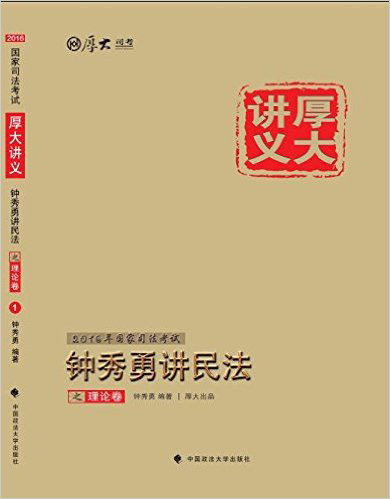 2016
国家司法考试
厚大讲义
钟秀勇讲民法
之
理论卷
1
钟秀勇 编著
中国政法大学出版社
厚大 司考
厚大
讲义
2016年国家司法考试
钟秀勇讲民法
之 理论卷 钟秀勇 编著 | 厚大出品
中国政法大学出版社